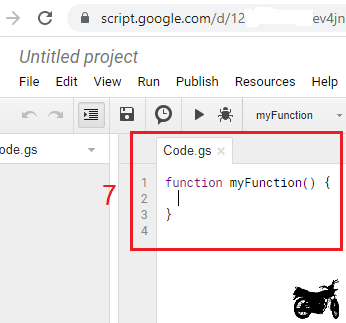 script.google.com/d/12 ev4jn
Untitled project
File Edit View Run Publish Resources Help
myFunction
ode.gs
Code.gs ×
7
1 function myFunction() {
2
3 }
4